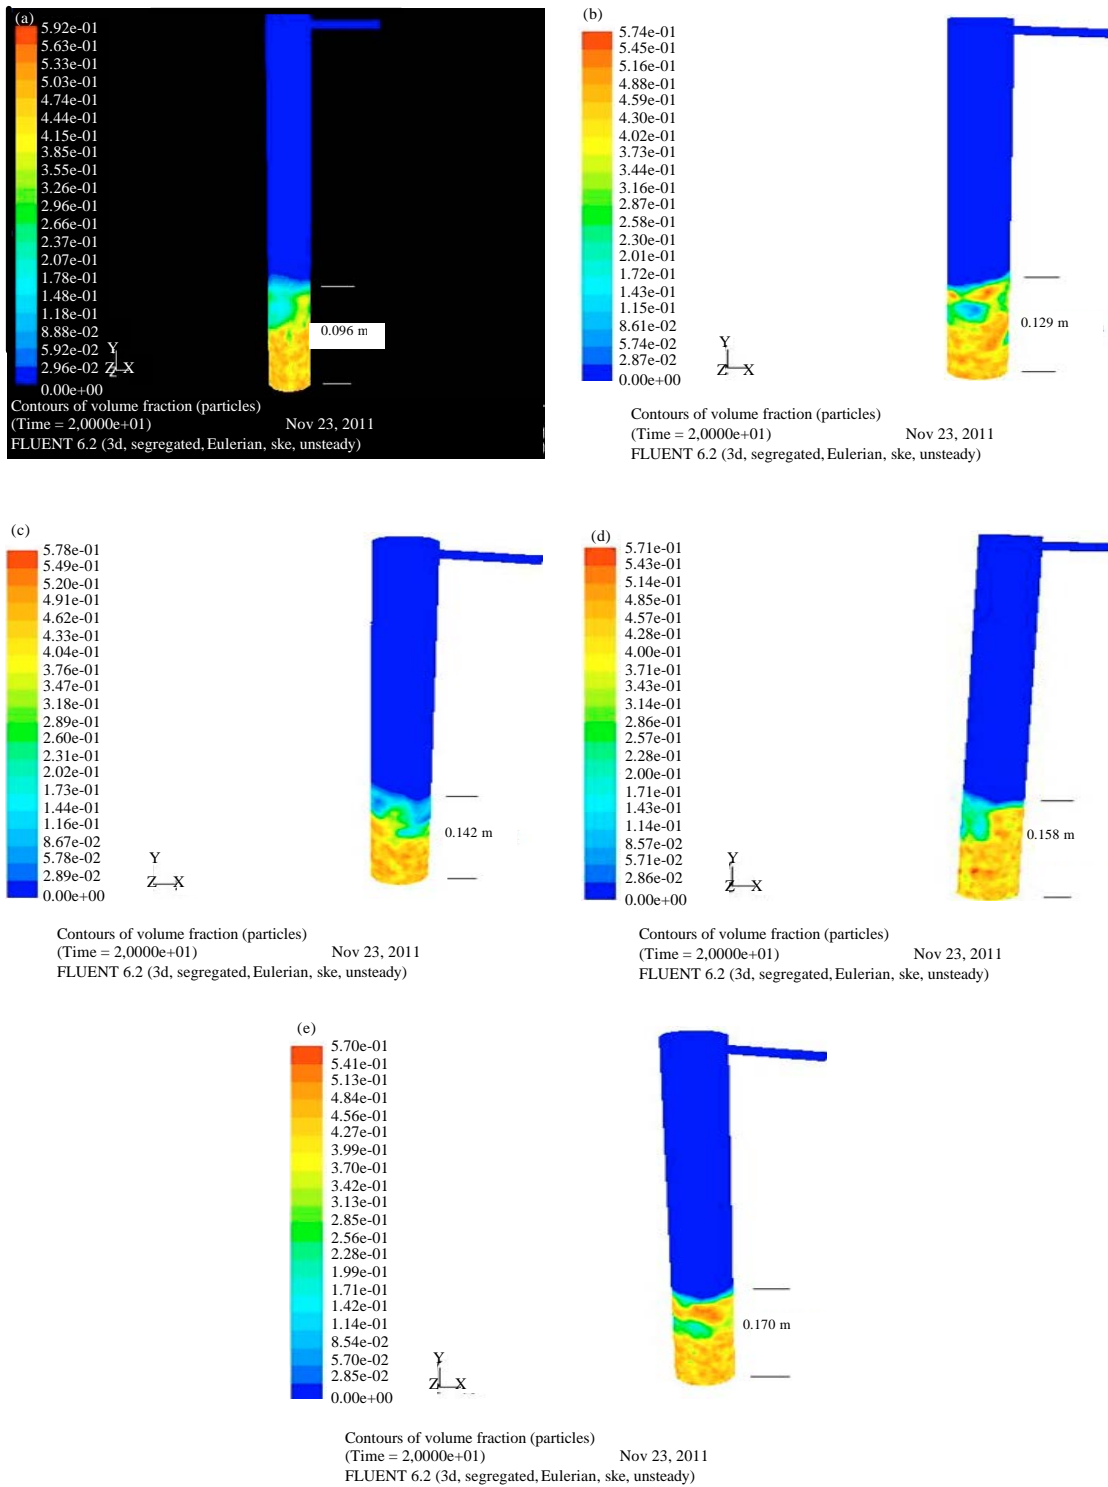 (a)
5.92e-01
5.63e-01
5.33e-01
5.03e-01
4.74e-01
4.44e-01
4.15e-01
3.85e-01
3.55e-01
3.26e-01
2.96e-01
2.66e-01
2.37e-01
2.07e-01
1.78e-01
1.48e-01
1.18e-01
8.88e-02
5.92e-02
2.96e-02
0.00e+00
0.096 m
Y
Z X
Contours of volume fraction (particles)
(Time = 2,0000e+01) Nov 23, 2011
FLUENT 6.2 (3d, segregated, Eulerian, ske, unsteady)
(b)
5.74e-01
5.45e-01
5.16e-01
4.88e-01
4.59e-01
4.30e-01
4.02e-01
3.73e-01
3.44e-01
3.16e-01
2.87e-01
2.58e-01
2.30e-01
2.01e-01
1.72e-01
1.43e-01
1.15e-01
8.61e-02
5.74e-02
2.87e-02
0.00e+00
0.129 m
Y
Z X
Contours of volume fraction (particles)
(Time = 2,0000e+01) Nov 23, 2011
FLUENT 6.2 (3d, segregated, Eulerian, ske, unsteady)
(c)
5.78e-01
5.49e-01
5.20e-01
4.91e-01
4.62e-01
4.33e-01
4.04e-01
3.76e-01
3.47e-01
3.18e-01
2.89e-01
2.60e-01
2.31e-01
2.02e-01
1.73e-01
1.44e-01
1.16e-01
8.67e-02
5.78e-02
2.89e-02
0.00e+00
0.142 m
Y
Z X
Contours of volume fraction (particles)
(Time = 2,0000e+01) Nov 23, 2011
FLUENT 6.2 (3d, segregated, Eulerian, ske, unsteady)
(d)
5.71e-01
5.43e-01
5.14e-01
4.85e-01
4.57e-01
4.28e-01
4.00e-01
3.71e-01
3.43e-01
3.14e-01
2.86e-01
2.57e-01
2.28e-01
2.00e-01
1.71e-01
1.43e-01
1.14e-01
8.57e-02
5.71e-02
2.86e-02
0.00e+00
0.158 m
Y
Z X
Contours of volume fraction (particles)
(Time = 2,0000e+01) Nov 23, 2011
FLUENT 6.2 (3d, segregated, Eulerian, ske, unsteady)
(e)
5.70e-01
5.41e-01
5.13e-01
4.84e-01
4.56e-01
4.27e-01
3.99e-01
3.70e-01
3.42e-01
3.13e-01
2.85e-01
2.56e-01
2.28e-01
1.99e-01
1.71e-01
1.42e-01
1.14e-01
8.54e-02
5.70e-02
2.85e-02
0.00e+00
0.170 m
Y
Z X
Contours of volume fraction (particles)
(Time = 2,0000e+01) Nov 23, 2011
FLUENT 6.2 (3d, segregated, Eulerian, ske, unsteady)